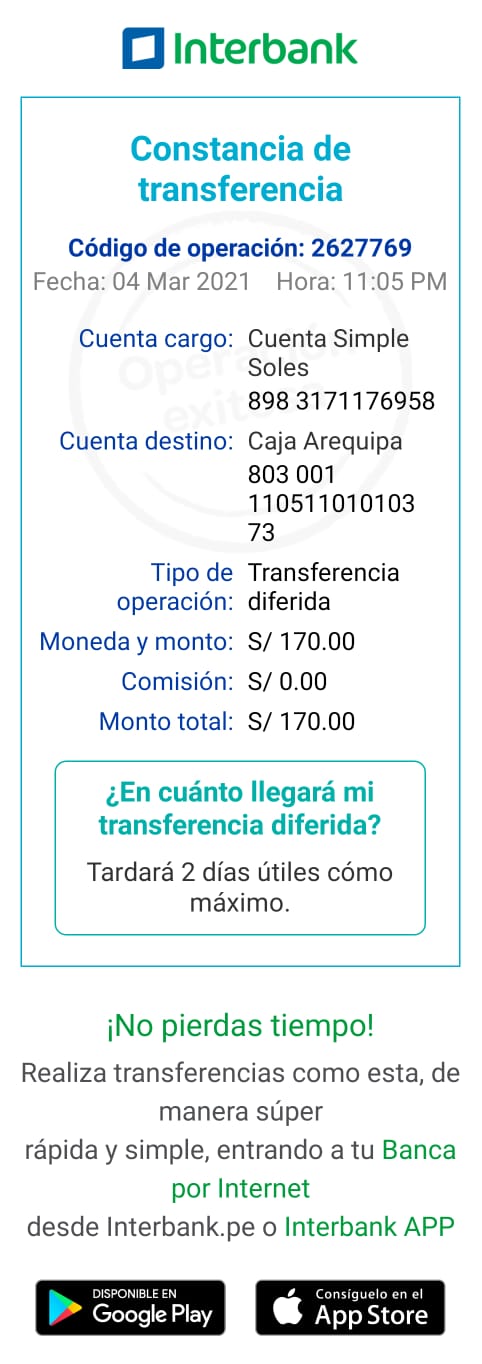 Interbank
Constancia de
transferencia
Código de operación: 2627769
Fecha: 04 Mar 2021 Hora: 11:05 PM
Operación
exitosa
Cuenta cargo: Cuenta Simple
Soles
898 3171176958
Cuenta destino: Caja Arequipa
803 001
110511010103
73
Tipo de Transferencia
operación: diferida
Moneda y monto: S/ 170.00
Comisión: S/ 0.00
Monto total: S/ 170.00
¿En cuánto llegará mi
transferencia diferida?
Tardará 2 días útiles cómo
máximo.
¡No pierdas tiempo!
Realiza transferencias como esta, de
manera súper
rápida y simple, entrando a tu Banca
por Internet
desde Interbank.pe o Interbank APP
DISPONIBLE EN
Google Play
Consíguelo en el
App Store